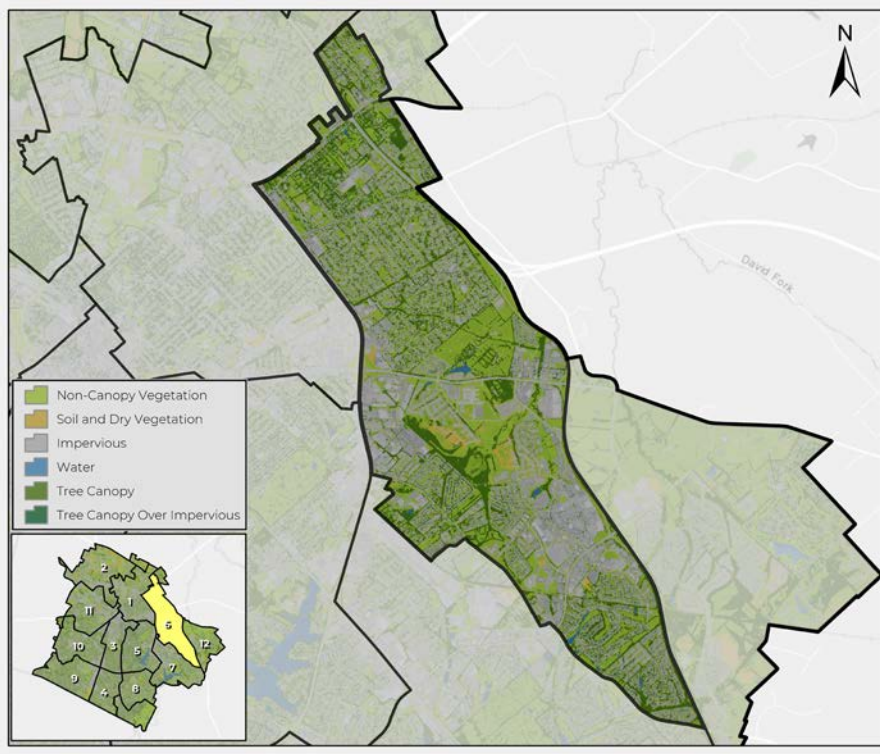 N
David Fork
Non-Canopy Vegetation
Soil and Dry Vegetation
Impervious
Water
Tree Canopy
Tree Canopy Over Impervious
2
1
11
6
12
10
3
5
7
9
4
8